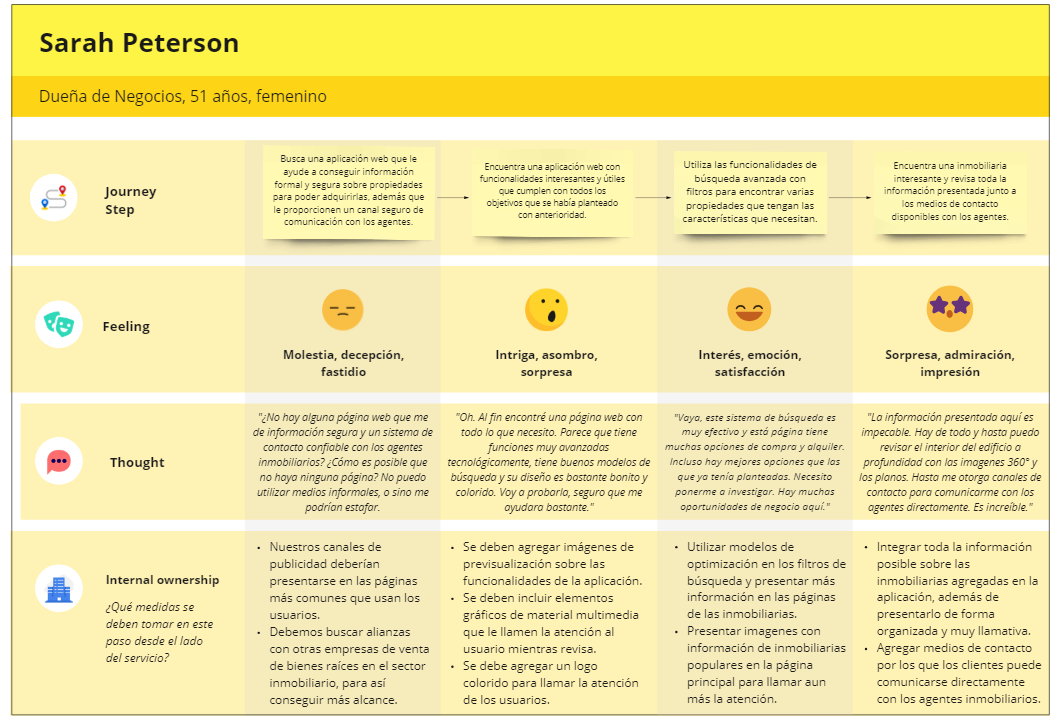 Sarah Peterson
Dueña de Negocios, 51 años, femenino
Journey
Step
Busca una aplicación web que le
ayude a conseguir información
formal y segura sobre propiedades
para poder adquirirlas, además que
le proporcionen un canal seguro de
comunicación con los agentes.
Encuentra una aplicación web con
funcionalidades interesantes y útiles
que cumplen con todos los
objetivos que se había planteado
con anterioridad.
Utiliza las funcionalidades de
búsqueda avanzada con
filtros para encontrar varias
propiedades que tengan las
características que necesitan.
Encuentra una inmobiliaria
interesante y revisa toda la
información presentada junto a
los medios de contacto
disponibles con los agentes.
Feeling
Molestia, decepción,
fastidio
Intriga, asombro,
sorpresa
Interés, emoción,
satisfacción
Sorpresa, admiración,
impresión
Thought
"¿No hay alguna página web que me
de información segura y un sistema de
contacto confiable con los agentes
inmobiliarios? ¿Cómo es posible que
no haya ninguna página? No puedo
utilizar medios informales, o sino me
podrían estafar.
"Oh. Al fin encontré una página web con
todo lo que necesito. Parece que tiene
funciones muy avanzadas
tecnológicamente, tiene buenos modelos de
búsqueda y su diseño es bastante bonito y
colorido. Voy a probarla, seguro que me
ayudara bastante."
"Vaya, este sistema de búsqueda es
muy efectivo y está página tiene
muchas opciones de compra y alquiler.
Incluso hay mejores opciones que las
que ya tenía planteadas. Necesito
ponerme a investigar. Hay muchas
oportunidades de negocio aquí."
"La información presentada aquí es
impecable. Hay de todo y hasta puedo
revisar el interior del edificio a
profundidad con las imagenes 360° y
los planos. Hasta me otorga canales de
contacto para comunicarme con los
agentes directamente. Es increíble."
Internal ownership
¿Qué medidas se
deben tomar en este
paso desde el lado
del servicio?
• Nuestros canales de
publicidad deberían
presentarse en las páginas
más comunes que usan los
usuarios.
• Debemos buscar alianzas
con otras empresas de venta
de bienes raíces en el sector
inmobiliario, para así
conseguir más alcance.
• Se deben agregar imágenes de
previsualización sobre las
funcionalidades de la aplicación.
• Se deben incluir elementos
gráficos de material multimedia
que le llamen la atención al
usuario mientras revisa.
• Se debe agregar un logo
colorido para llamar la atención
de los usuarios.
• Utilizar modelos de
optimización en los filtros de
búsqueda y presentar más
información en las páginas
de las inmobiliarias.
• Presentar imagenes con
información de inmobiliarias
populares en la página
principal para llamar aun
más la atención.
• Integrar toda la información
posible sobre las
inmobiliarias agregadas en la
aplicación, además de
presentarlo de forma
organizada y muy llamativa.
• Agregar medios de contacto
por los que los clientes puede
comunicarse directamente
con los agentes inmobiliarios.